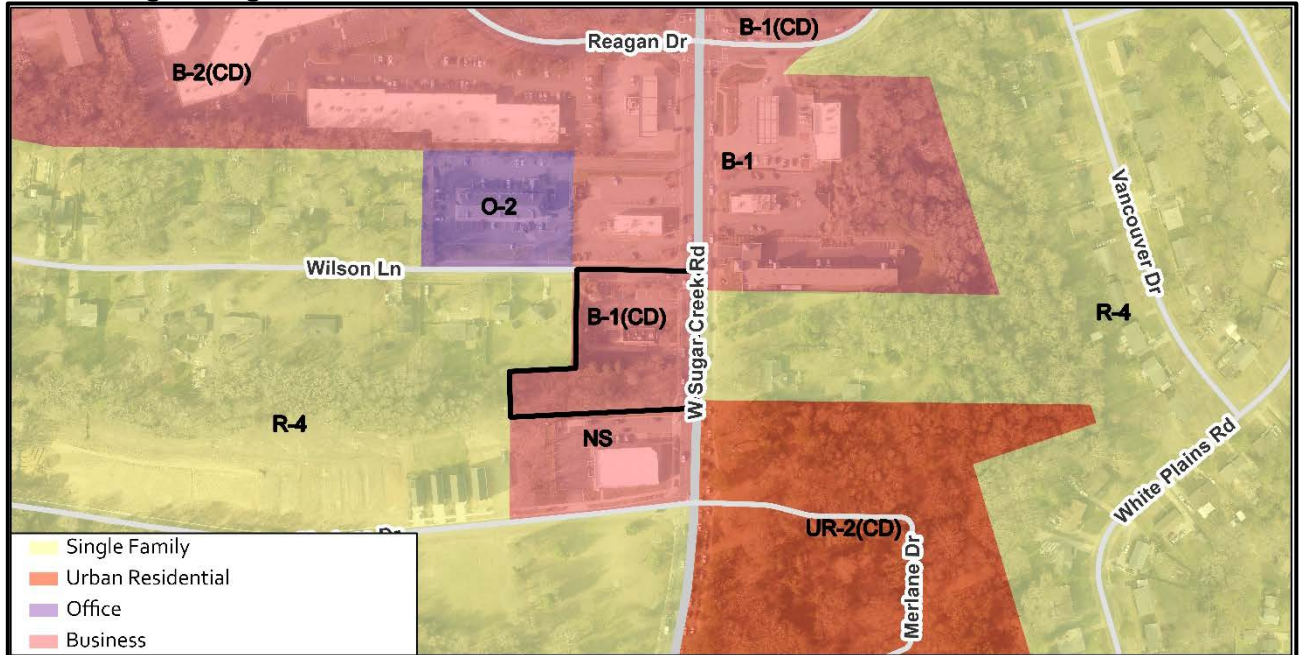 Reagan Dr
B-1(CD)
B-2(CD)
B-1
O-2
Vancouver Dr
Wilson Ln
W Sugar Creek Rd
B-1(CD)
R-4
R-4
NS
White Plains Rd
Dr
UR-2(CD)
Merlane Dr
Single Family
Urban Residential
Office
Business